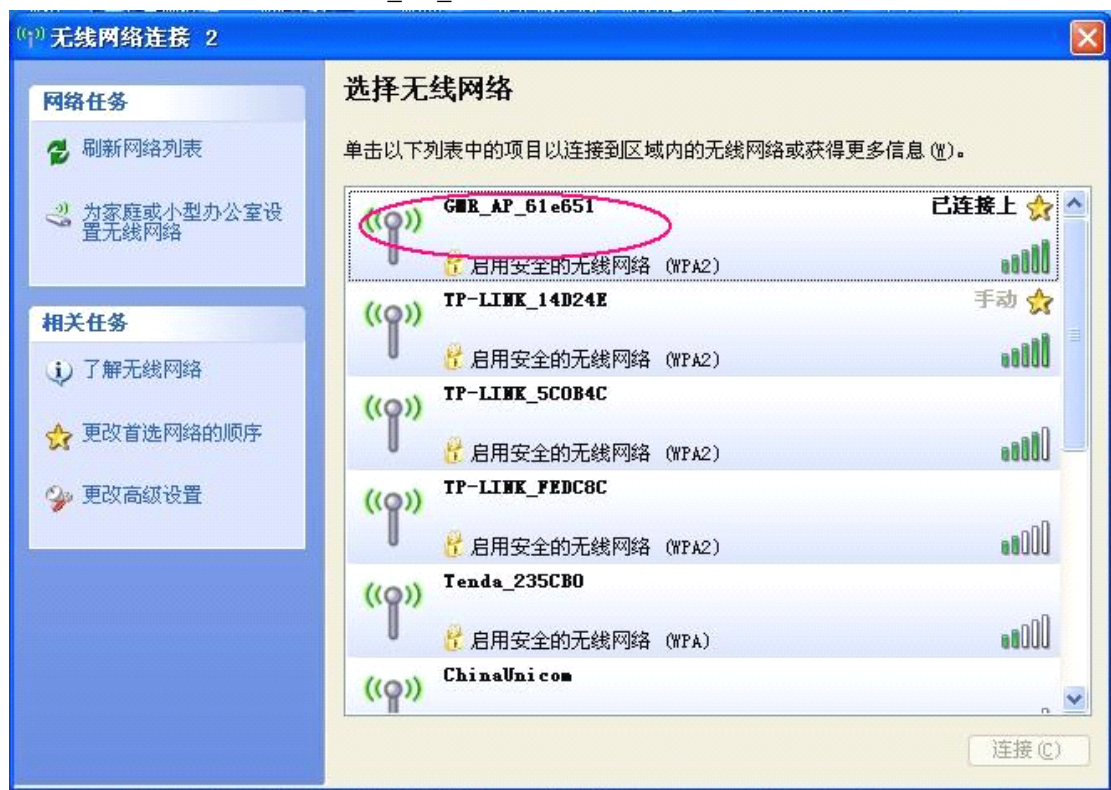 无线网络连接 2
网络任务
刷新网络列表
为家庭或小型办公室设
置无线网络
相关任务
了解无线网络
更改首选网络的顺序
更改高级设置
选择无线网络
单击以下列表中的项目以连接到区域内的无线网络或获得更多信息(W)。
GWR_AP_61e651
已连接上
启用安全的无线网络 (WPA2)
TP-LINK_14D24E
手动
启用安全的无线网络 (WPA2)
TP-LINK_5C0B4C
启用安全的无线网络 (WPA2)
TP-LINK_FEDC8C
启用安全的无线网络 (WPA2)
Tenda_235CB0
启用安全的无线网络 (WPA)
ChinaUnicom
连接(C)